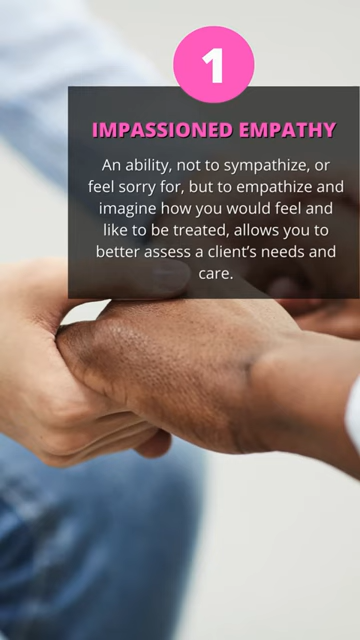 1
IMPASSIONED EMPATHY
An ability, not to sympathize, or
feel sorry for, but to empathize and
imagine how you would feel and
like to be treated, allows you to
better assess a client’s needs and
care.